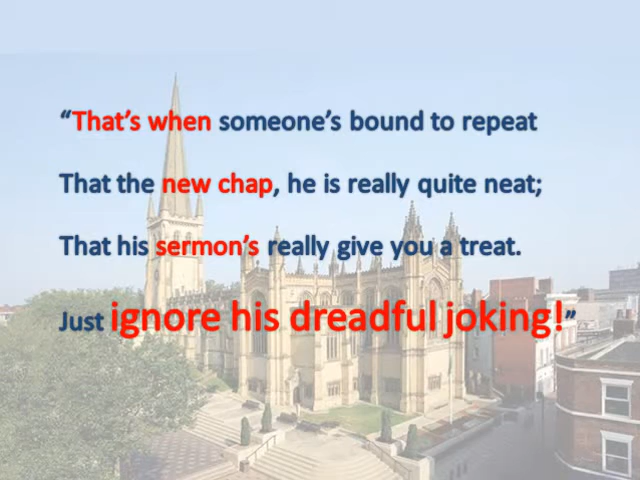 “That’s when someone’s bound to repeat
That the new chap, he is really quite neat;
That his sermon’s really give you a treat.
Just ignore his dreadful joking!”